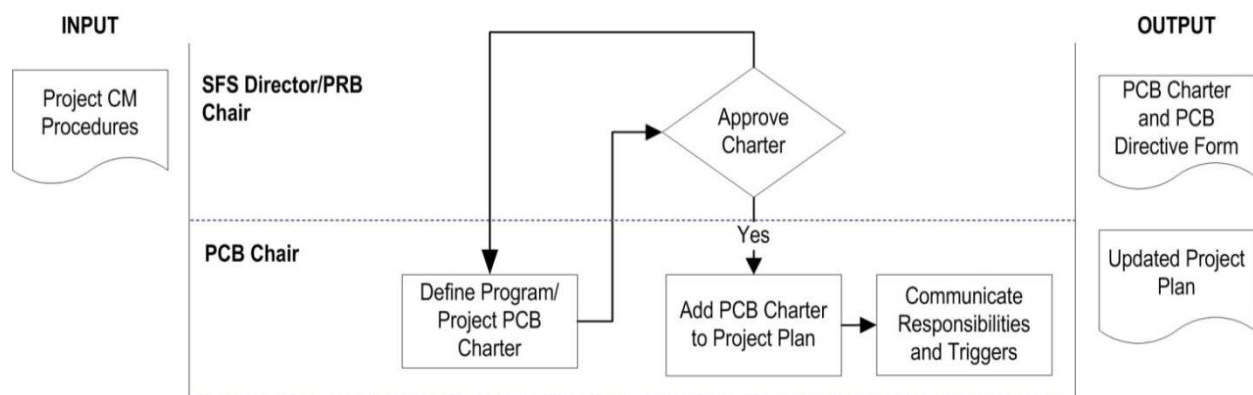 INPUT
Project CM
Procedures
SFS Director/PRB
Chair
Approve
Charter
Yes
PCB Chair
Define Program/
Project PCB
Charter
Add PCB Charter
to Project Plan
Communicate
Responsibilities
and Triggers
OUTPUT
PCB Charter
and PCB
Directive Form
Updated Project
Plan